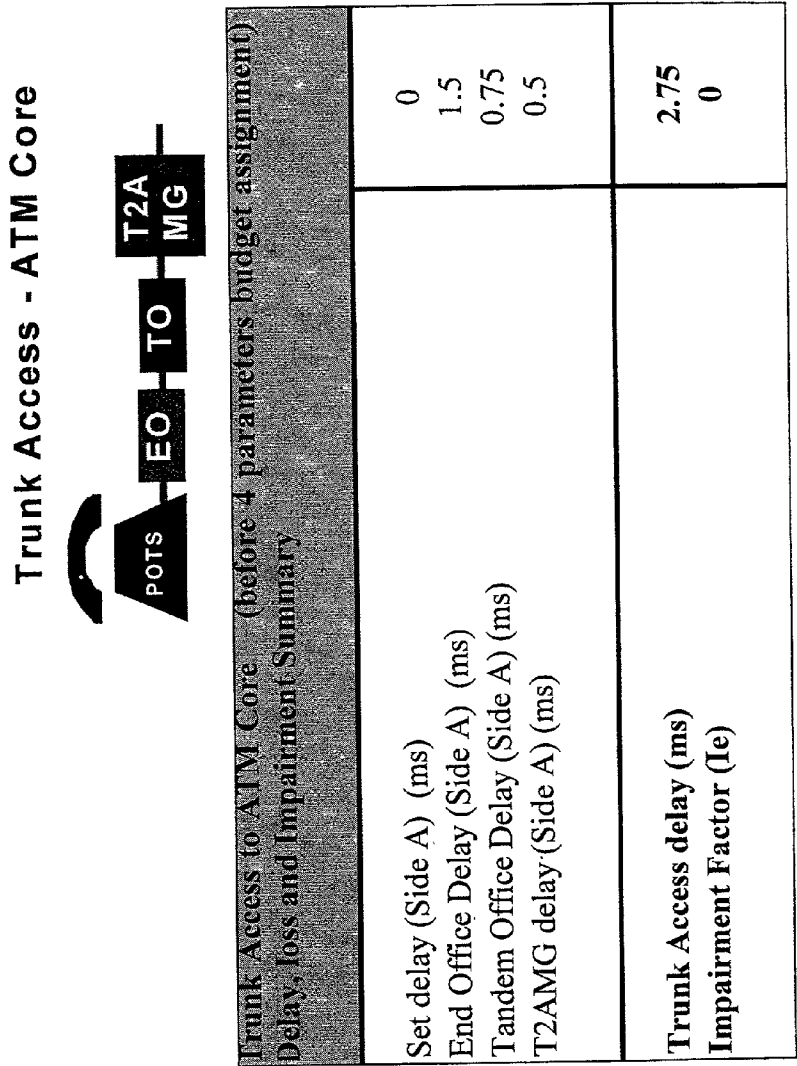 Trunk Access - ATM Core
POTS
EO
TO
T2A
MG
Trunk Access to ATM Core (before 4 parameters budget assignment)
Delay, loss and Impairment Summary
Set delay (Side A) (ms) 0
End Office Delay (Side A) (ms) 1.5
Tandem Office Delay (Side A) (ms) 0.75
T2AMG delay (Side A) (ms) 0.5
Trunk Access delay (ms) 2.75
Impairment Factor (Ie) 0